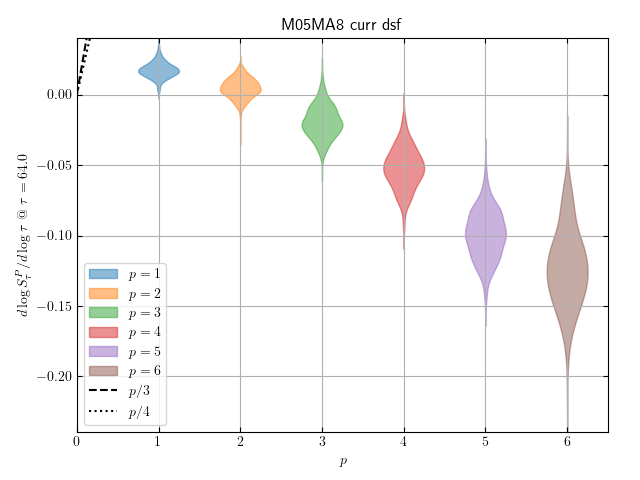 M05MA8 curr dsf
d log S_τ^P / d log τ @ τ = 64.0
0.00
−0.05
−0.10
−0.15
−0.20
p = 1
p = 2
p = 3
p = 4
p = 5
p = 6
p/3
p/4
0 1 2 3 4 5 6
p